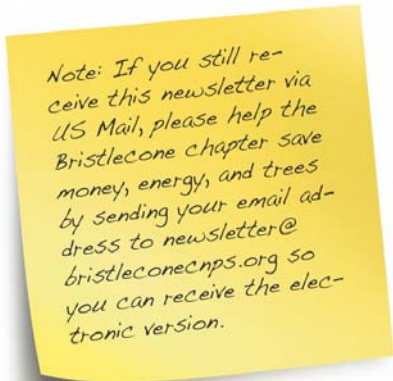 Note: If you still re-
ceive this newsletter via
US Mail, please help the
Bristlecone chapter save
money, energy, and trees
by sending your email ad-
dress to newsletter@
bristleconecnps.org so
you can receive the elec-
tronic version.